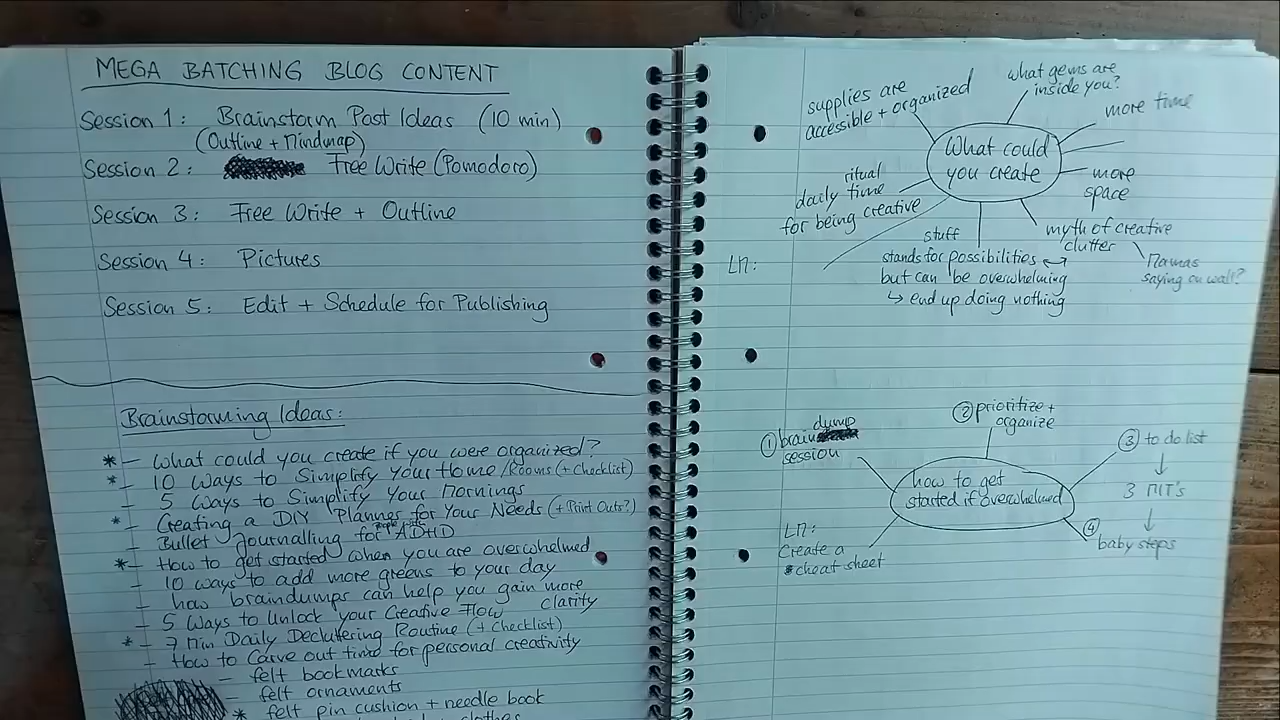 MEGA BATCHING BLOG CONTENT
Session 1: Brainstorm Post Ideas (10 min)
(Outline + Mindmap)
Session 2: Free Write (Pomodoro)
Session 3: Free Write + Outline
Session 4: Pictures
Session 5: Edit + Schedule for Publishing
Brainstorming Ideas:
* - What could you create if you were organized?
* - 10 Ways to Simplify Your Home/Rooms (+ Checklist)
- 5 Ways to Simplify Your Mornings
* - Creating a DIY Planner for Your Needs (+ Print Outs?)
- Bullet Journalling for People ADHD
* - How to get started when you are overwhelmed
- 10 ways to add more greens to your day
- how braindumps can help you gain more
clarity
- 5 Ways to Unlock your Creative Flow
* - 7 Min Daily Decluttering Routine (+ Checklist)
- How to Carve out time for personal creativity
- felt bookmarks
- felt ornaments
* felt pin cushion + needle book
clothes
What could
you create
supplies are
accessible + organized
what gems are
inside you?
more time
more
space
myth of creative
clutter
Mamas
saying on wall?
stuff
stands for possibilities
but can be overwhelming
↳ end up doing nothing
ritual
daily time
for being creative
LM:
how to get
started if overwhelmed
① brain dump
session
② prioritize +
organize
③ to do list
↓
3 MIT's
↓
④
baby steps
LM:
Create a
*cheat sheet